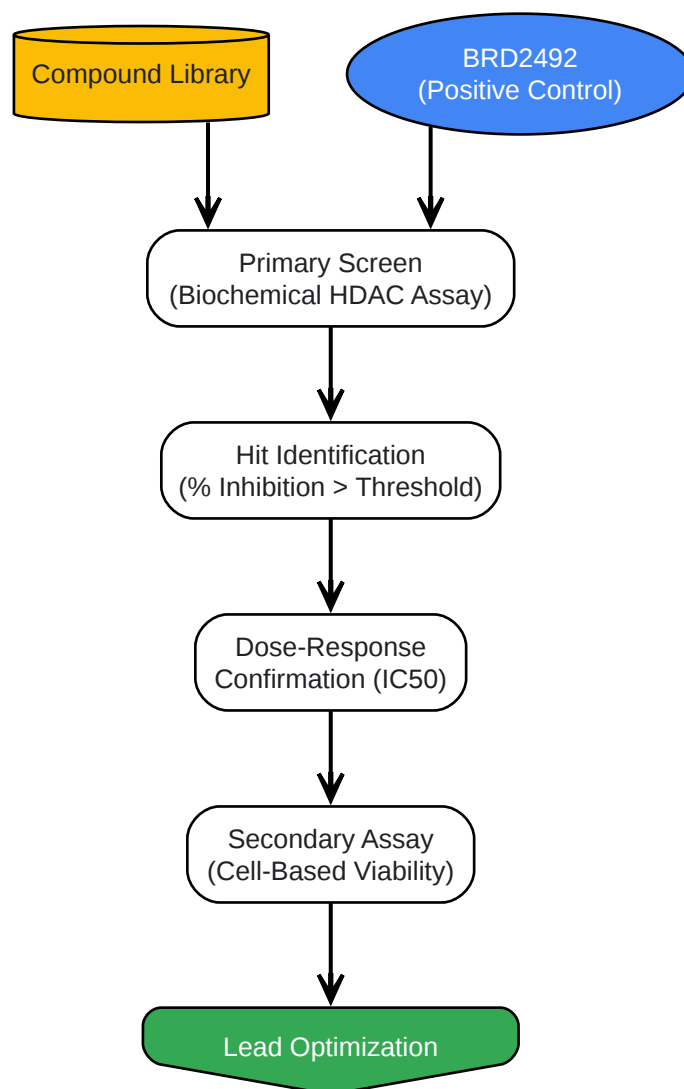 Compound Library
BRD2492
(Positive Control)
Primary Screen
(Biochemical HDAC Assay)
Hit Identification
(% Inhibition > Threshold)
Dose-Response
Confirmation (IC50)
Secondary Assay
(Cell-Based Viability)
Lead Optimization